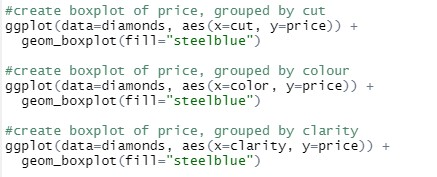 #create boxplot of price, grouped by cut
ggplot(data=diamonds, aes(x=cut, y=price)) +
  geom_boxplot(fill="steelblue")

#create boxplot of price, grouped by colour
ggplot(data=diamonds, aes(x=color, y=price)) +
  geom_boxplot(fill="steelblue")

#create boxplot of price, grouped by clarity
ggplot(data=diamonds, aes(x=clarity, y=price)) +
  geom_boxplot(fill="steelblue")